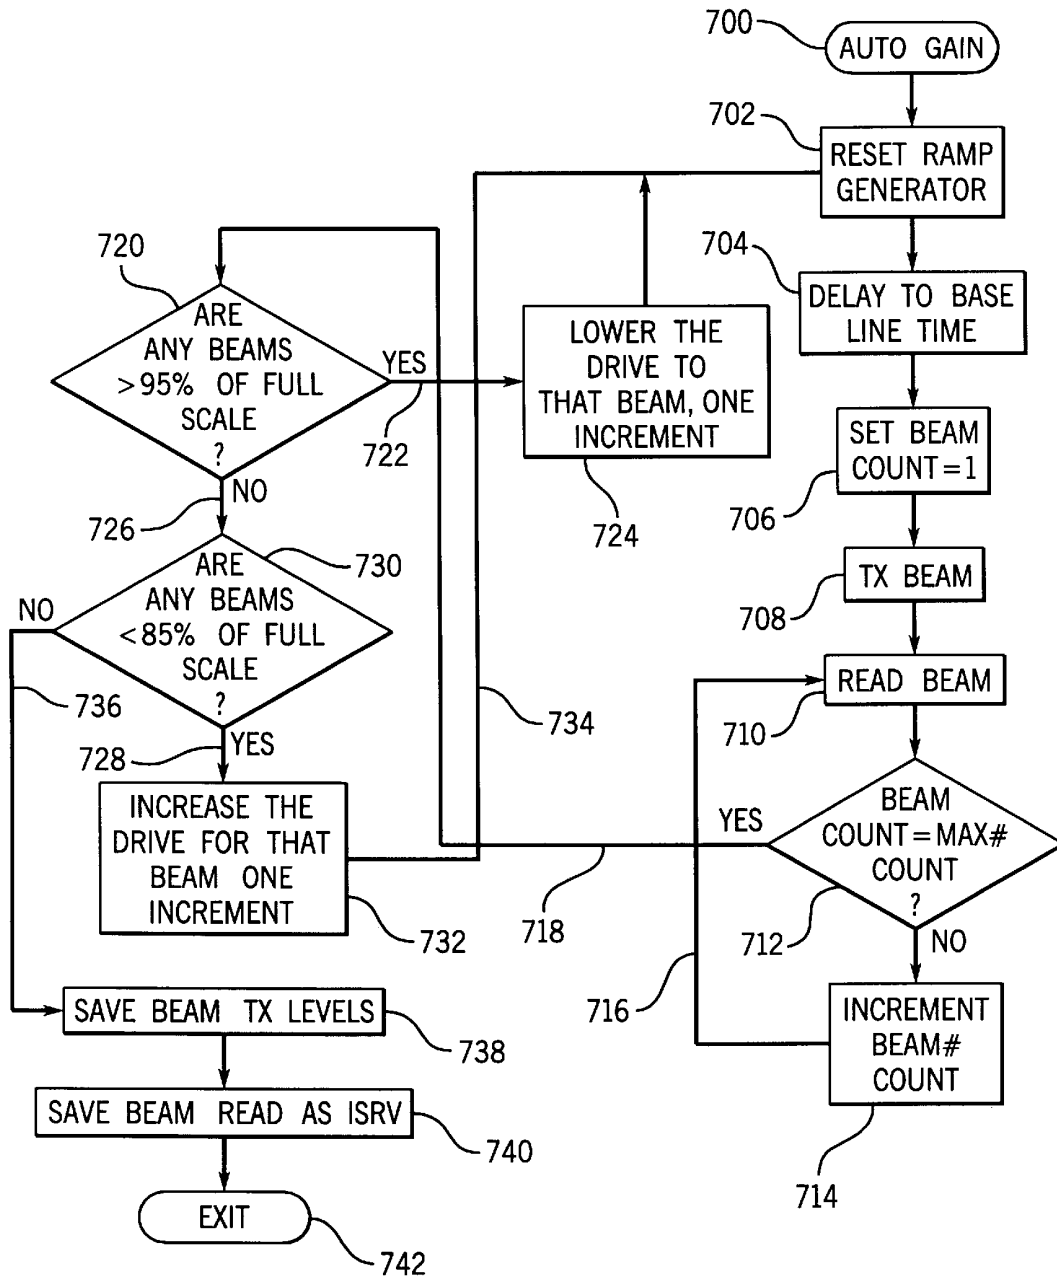 700
AUTO GAIN
702
RESET RAMP
GENERATOR
704
DELAY TO BASE
LINE TIME
706
SET BEAM
COUNT=1
708
TX BEAM
710
READ BEAM
712
BEAM
COUNT=MAX#
COUNT
?
YES
NO
714
INCREMENT
BEAM#
COUNT
716
718
720
ARE
ANY BEAMS
>95% OF FULL
SCALE
?
YES
722
LOWER THE
DRIVE TO
THAT BEAM, ONE
INCREMENT
724
NO
726
730
ARE
ANY BEAMS
<85% OF FULL
SCALE
?
NO
736
YES
728
INCREASE THE
DRIVE FOR THAT
BEAM ONE
INCREMENT
732
734
SAVE BEAM TX LEVELS
738
SAVE BEAM READ AS ISRV
740
EXIT
742